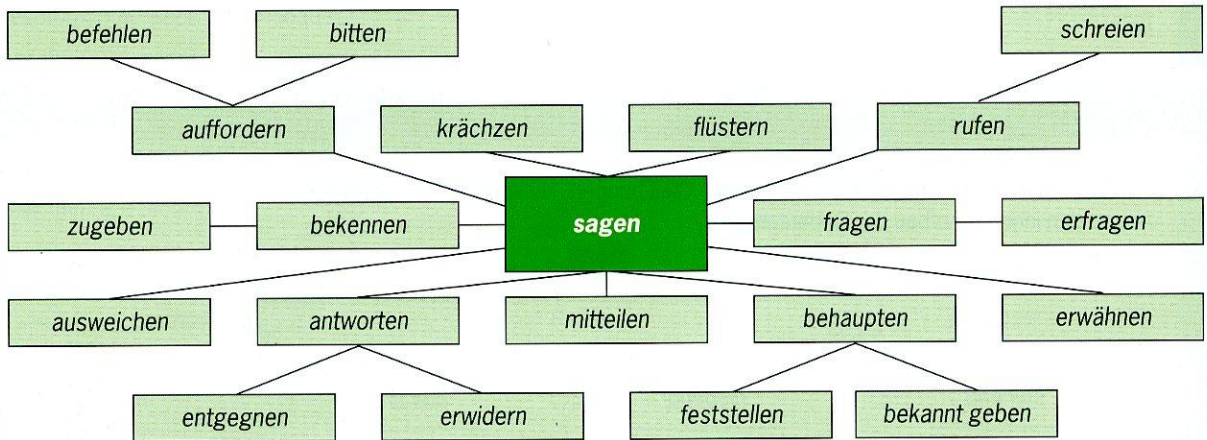 befehlen
bitten
schreien
auffordern
krächzen
flüstern
rufen
zugeben
bekennen
sagen
fragen
erfragen
ausweichen
antworten
mitteilen
behaupten
erwähnen
entgegnen
erwidern
feststellen
bekannt geben